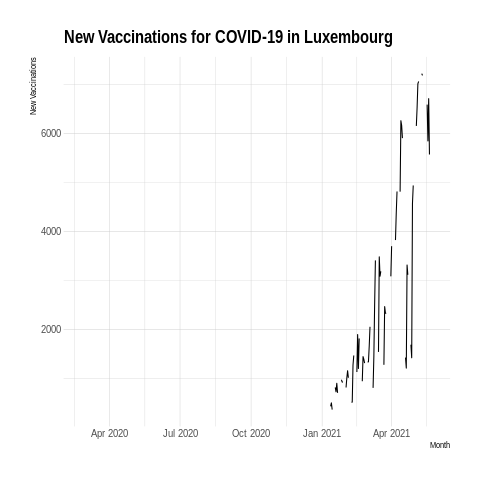 New Vaccinations for COVID-19 in Luxembourg
New Vaccinations
6000
4000
2000
Apr 2020 Jul 2020 Oct 2020 Jan 2021 Apr 2021
Month